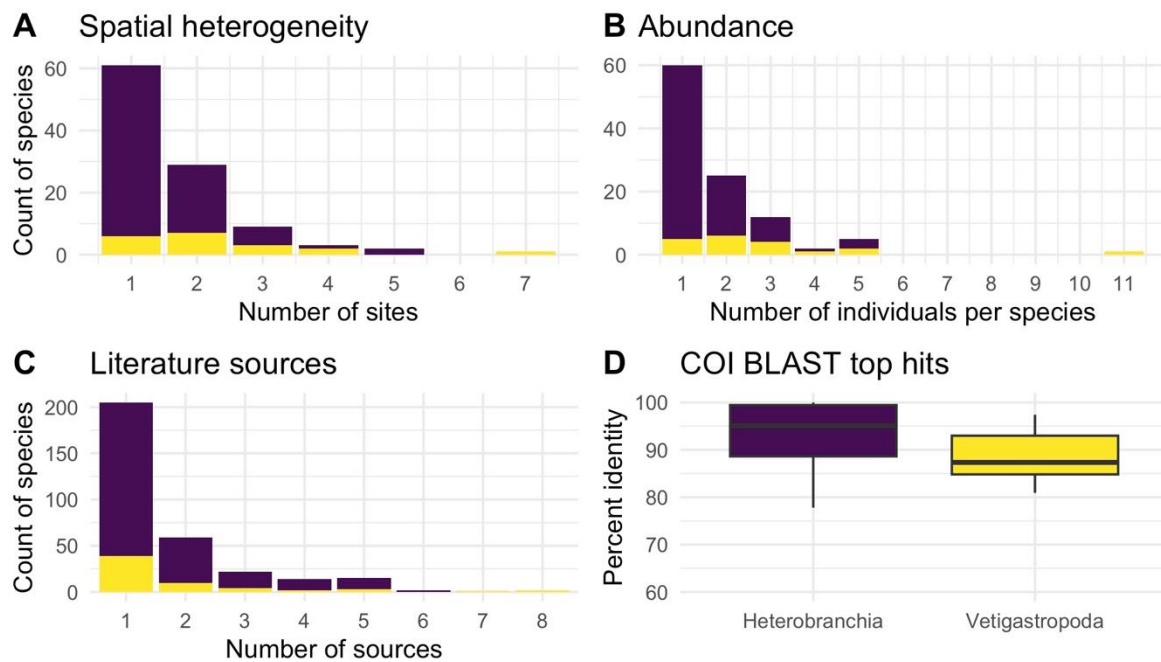 A Spatial heterogeneity
Count of species
60
40
20
0
1 2 3 4 5 6 7
Number of sites
B Abundance
60
40
20
0
1 2 3 4 5 6 7 8 9 10 11
Number of individuals per species
C Literature sources
Count of species
200
150
100
50
0
1 2 3 4 5 6 7 8
Number of sources
D COI BLAST top hits
Percent identity
100
90
80
70
60
Heterobranchia Vetigastropoda